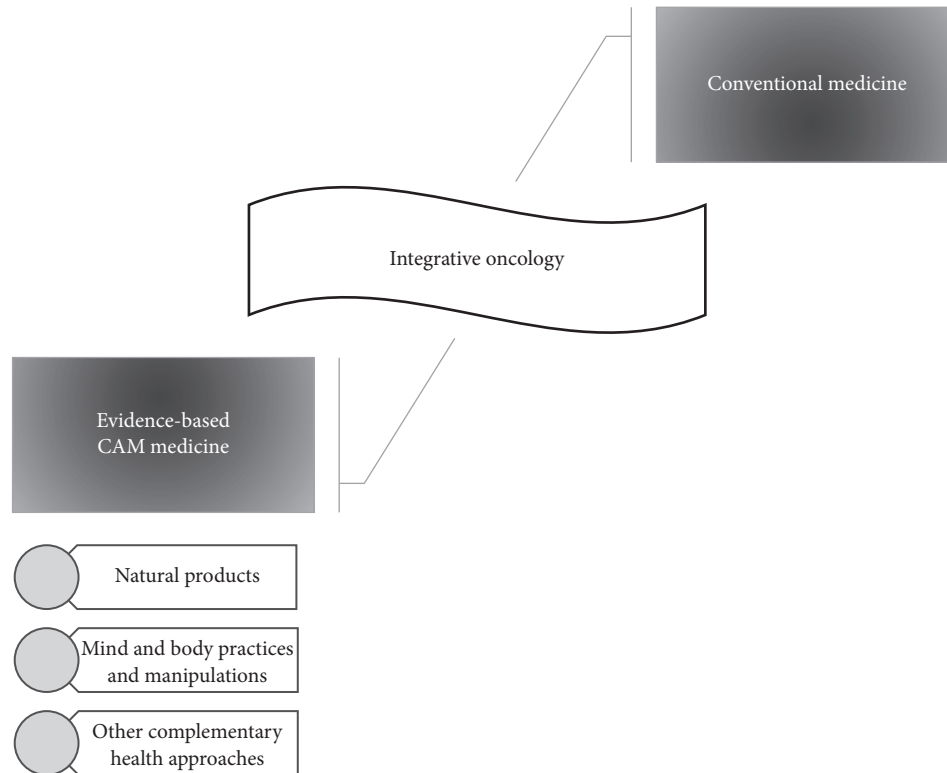 Conventional medicine
Integrative oncology
Evidence-based
CAM medicine
Natural products
Mind and body practices
and manipulations
Other complementary
health approaches